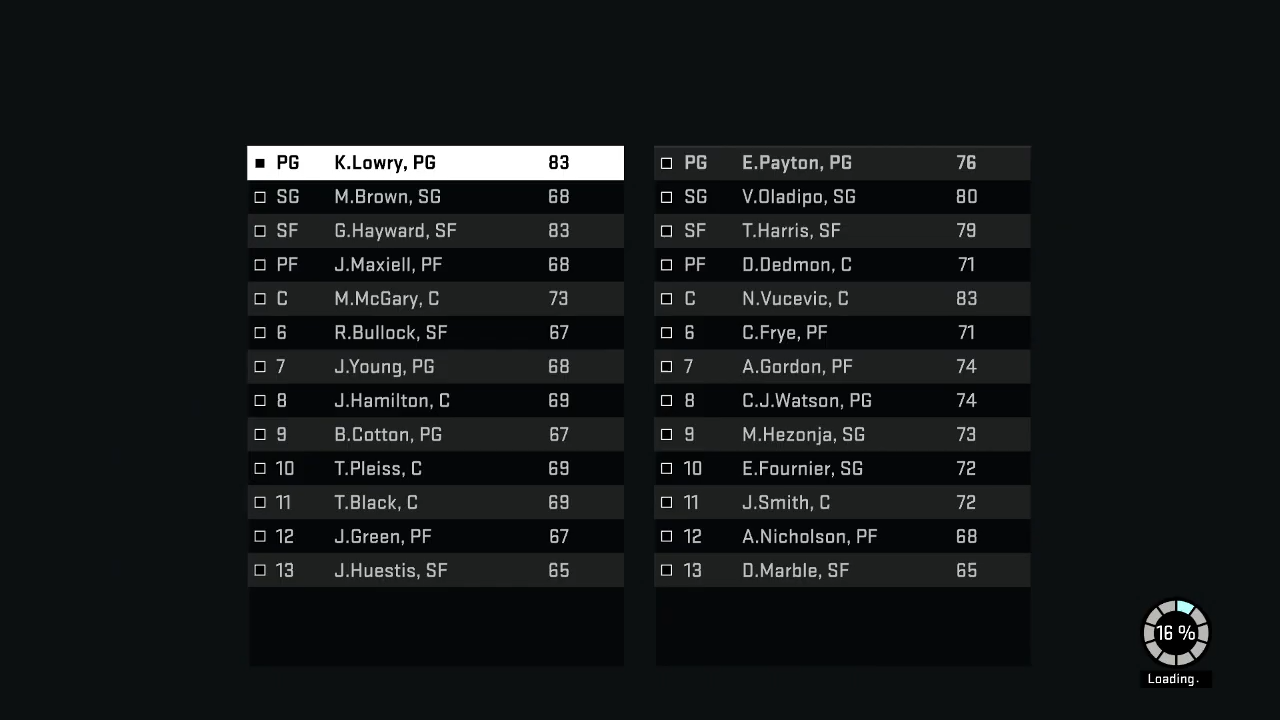 PG K.Lowry, PG 83
SG M.Brown, SG 68
SF G.Hayward, SF 83
PF J.Maxiell, PF 68
C M.McGary, C 73
6 R.Bullock, SF 67
7 J.Young, PG 68
8 J.Hamilton, C 69
9 B.Cotton, PG 67
10 T.Pleiss, C 69
11 T.Black, C 69
12 J.Green, PF 67
13 J.Huestis, SF 65
PG E.Payton, PG 76
SG V.Oladipo, SG 80
SF T.Harris, SF 79
PF D.Dedmon, C 71
C N.Vucevic, C 83
6 C.Frye, PF 71
7 A.Gordon, PF 74
8 C.J.Watson, PG 74
9 M.Hezonja, SG 73
10 E.Fournier, SG 72
11 J.Smith, C 72
12 A.Nicholson, PF 68
13 D.Marble, SF 65
16 %
Loading.